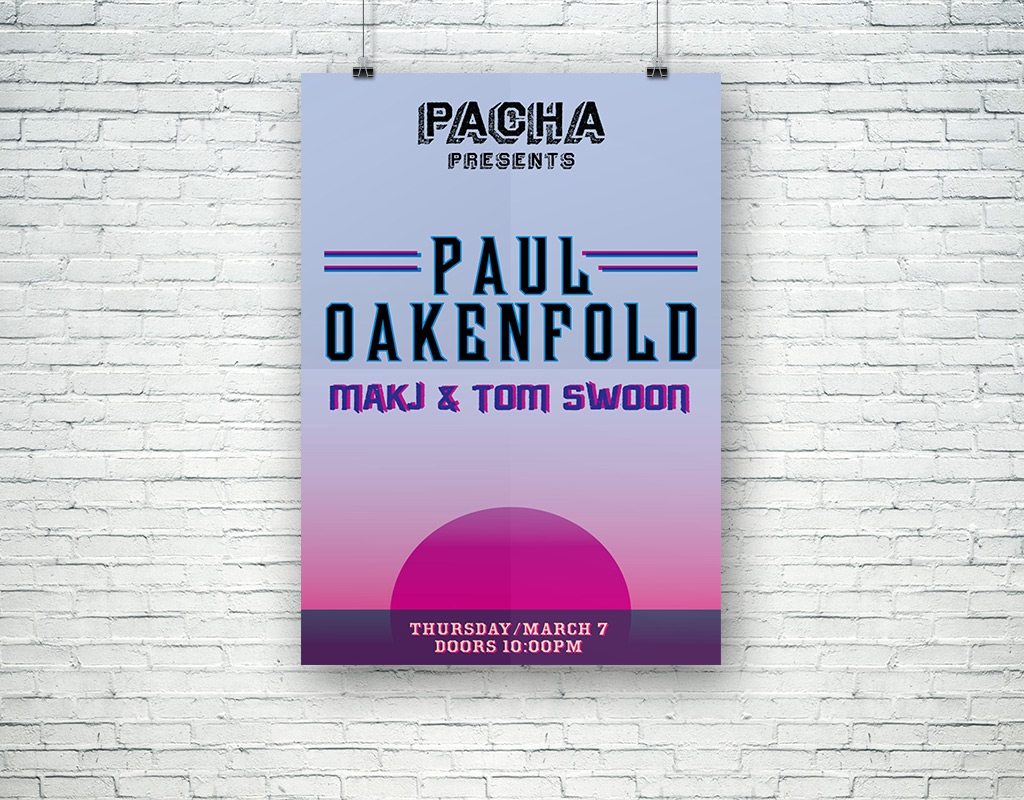 PACHA
PRESENTS
PAUL
OAKENFOLD
MAKJ & TOM SWOON
THURSDAY/MARCH 7
DOORS 10:00PM